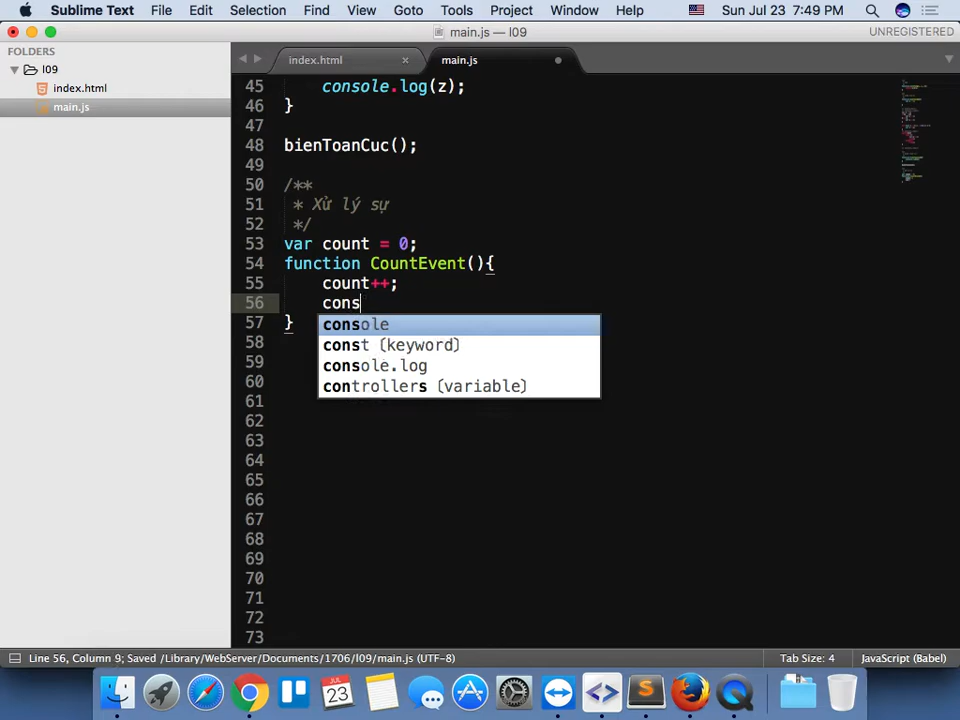 Sublime Text File Edit Selection Find View Goto Tools Project Window Help Sun Jul 23 7:49 PM
main.js — l09 UNREGISTERED
FOLDERS
l09
index.html
main.js
index.html × main.js
45 console.log(z);
46 }
47
48 bienToanCuc();
49
50 /**
51 * Xử lý sự
52 */
53 var count = 0;
54 function CountEvent(){
55 count++;
56 cons
57 }
58
59
60
61
62
63
64
65
66
67
68
69
70
71
72
73
console
const (keyword)
console.log
controllers (variable)
Line 56, Column 9; Saved /Library/WebServer/Documents/1706/l09/main.js (UTF-8) Tab Size: 4 JavaScript (Babel)
JUL
23
S